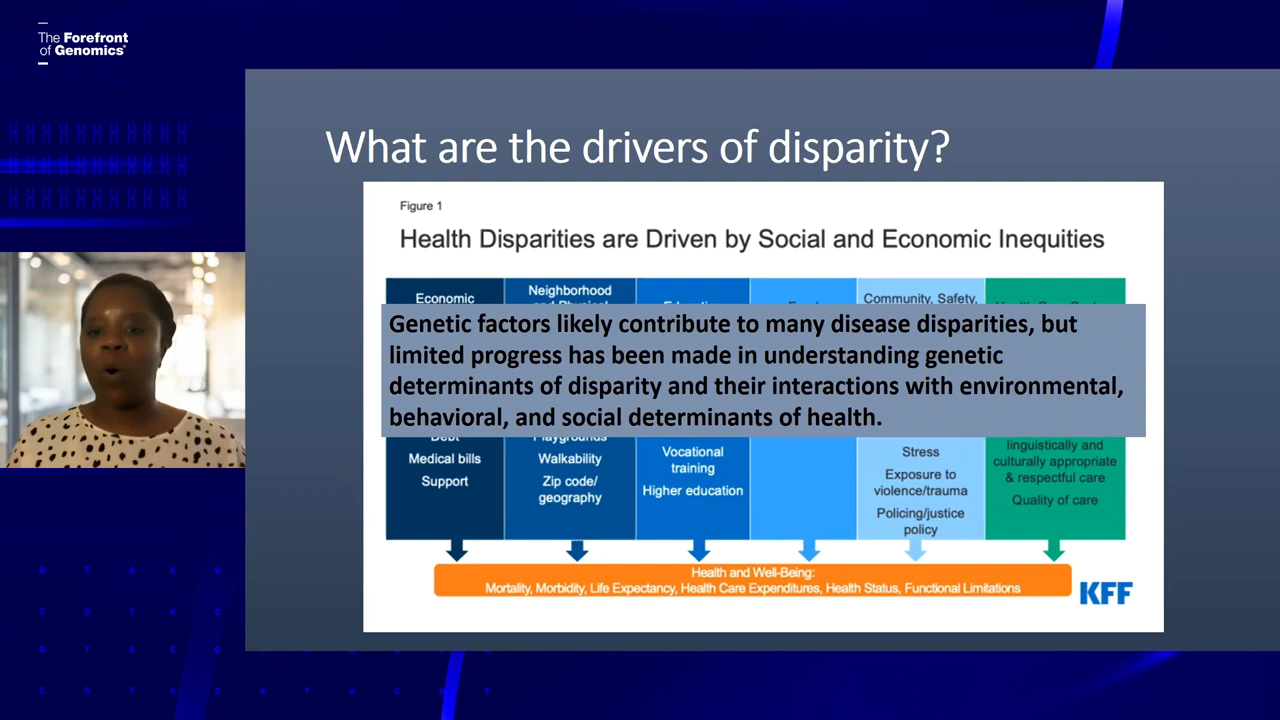 The Forefront
of Genomics®
What are the drivers of disparity?
Figure 1
Health Disparities are Driven by Social and Economic Inequities
Economic
Neighborhood
Community, Safety,
Genetic factors likely contribute to many disease disparities, but
limited progress has been made in understanding genetic
determinants of disparity and their interactions with environmental,
behavioral, and social determinants of health.
Debt
Medical bills
Support
Playgrounds
Walkability
Zip code/
geography
Vocational
training
Higher education
Stress
Exposure to
violence/trauma
Policing/justice
policy
linguistically and
culturally appropriate
& respectful care
Quality of care
Health and Well-Being:
Mortality, Morbidity, Life Expectancy, Health Care Expenditures, Health Status, Functional Limitations
KFF